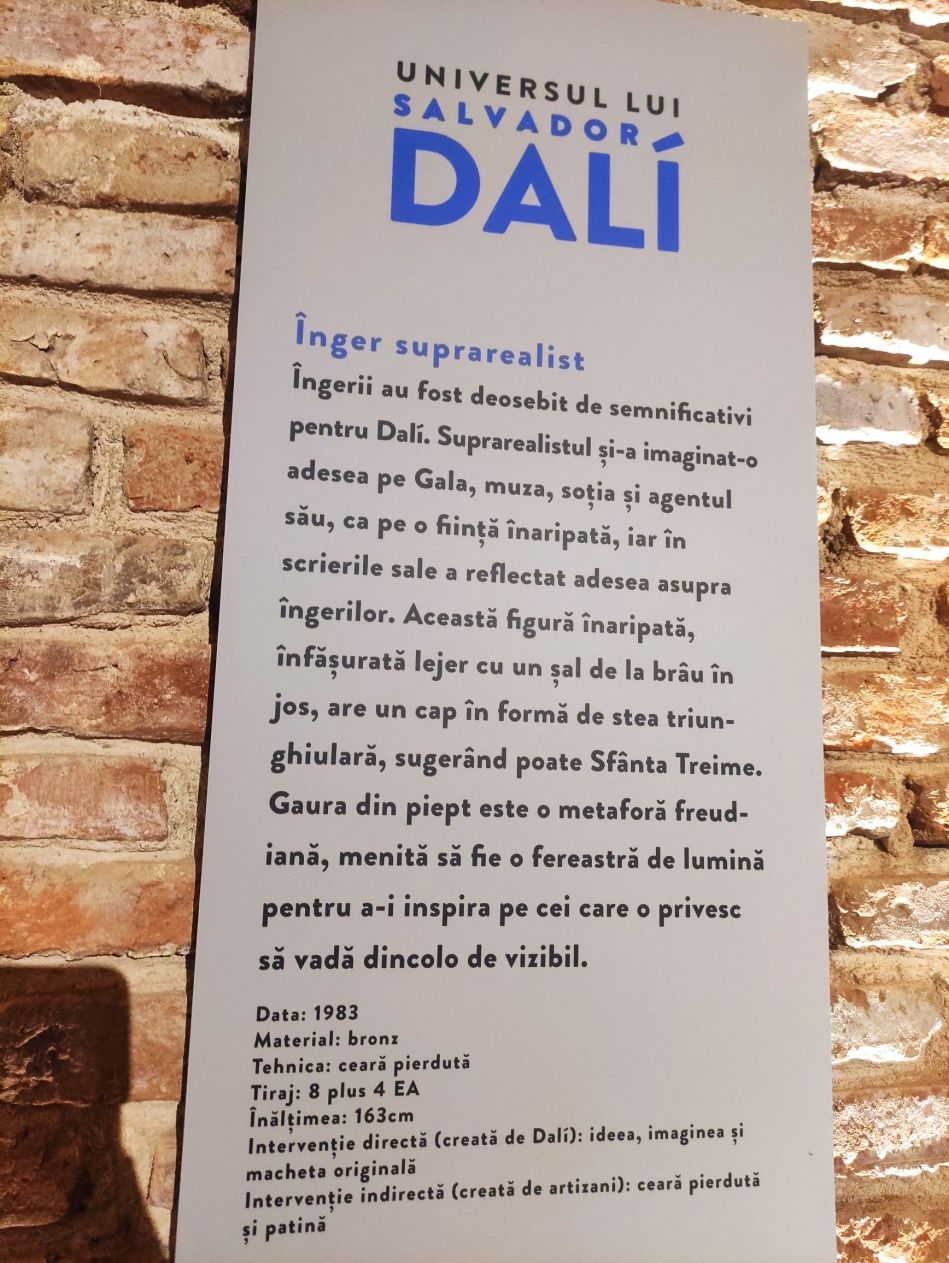 UNIVERSUL LUI
SALVADOR
DALÍ
Înger suprarealist
Îngerii au fost deosebit de semnificativi
pentru Dalí. Suprarealistul și-a imaginat-o
adesea pe Gala, muza, soția și agentul
său, ca pe o ființă înaripată, iar în
scrierile sale a reflectat adesea asupra
îngerilor. Această figură înaripată,
înfășurată lejer cu un șal de la brâu în
jos, are un cap în formă de stea triun-
ghiulară, sugerând poate Sfânta Treime.
Gaura din piept este o metaforă freud-
iană, menită să fie o fereastră de lumină
pentru a-i inspira pe cei care o privesc
să vadă dincolo de vizibil.
Data: 1983
Material: bronz
Tehnica: ceară pierdută
Tiraj: 8 plus 4 EA
Înălțimea: 163cm
Intervenție directă (creată de Dalí): ideea, imaginea și
macheta originală
Intervenție indirectă (creată de artizani): ceară pierdută
și patină